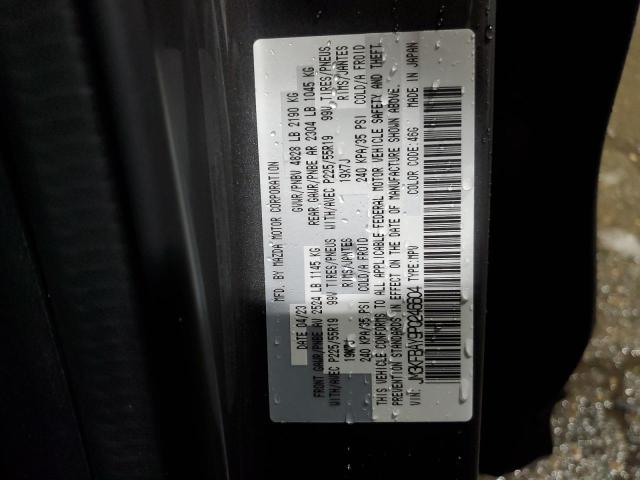 MFD. BY MAZDA MOTOR CORPORATION
DATE 04/23 GVWR/PNBV 4828 LB 2190 KG
FRONT GAWR/PNBE AV 2524 LB 1145 KG REAR GAWR/PNBE AR 2304 LB 1045 KG
WITH/AVEC P225/55R19 99V TIRES/PNEUS WITH/AVEC P225/55R19 99V TIRES/PNEUS
19X7J RIMS/JANTES 19X7J RIMS/JANTES
240 KPA/35 PSI COLD/A FROID 240 KPA/35 PSI COLD/A FROID
THIS VEHICLE CONFORMS TO ALL APPLICABLE FEDERAL MOTOR VEHICLE SAFETY AND THEFT
PREVENTION STANDARDS IN EFFECT ON THE DATE OF MANUFACTURE SHOWN ABOVE.
VIN: JM3KFBAY9P0246604 TYPE: MPV COLOR CODE: 46G MADE IN JAPAN